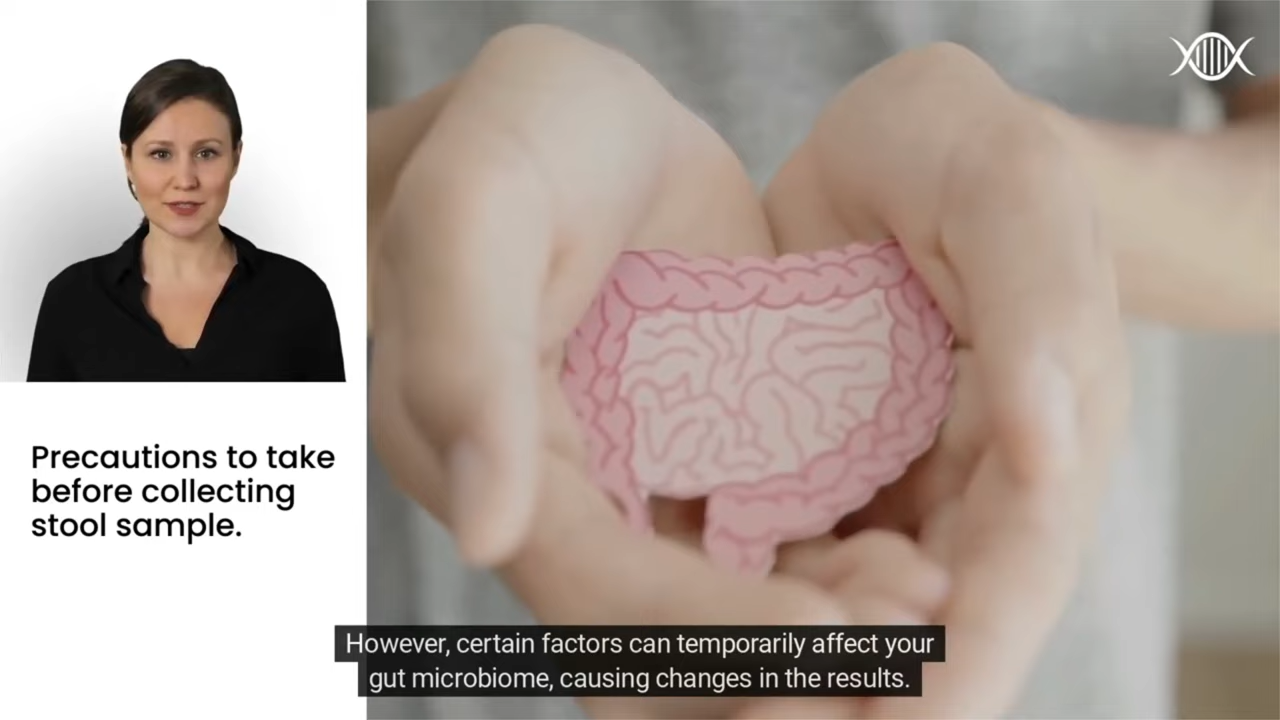 Precautions to take
before collecting
stool sample.
However, certain factors can temporarily affect your
gut microbiome, causing changes in the results.